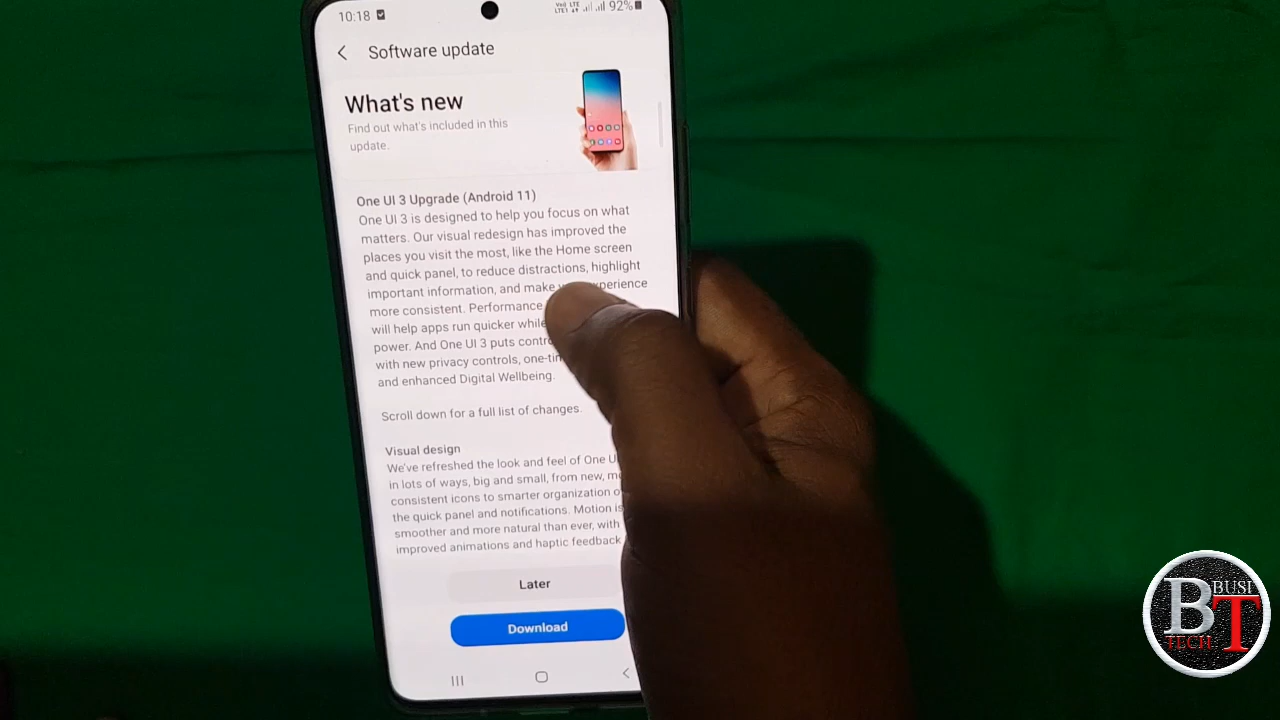 10:18
92%
Software update
What's new
Find out what's included in this
update.
One UI 3 Upgrade (Android 11)
One UI 3 is designed to help you focus on what
matters. Our visual redesign has improved the
places you visit the most, like the Home screen
and quick panel, to reduce distractions, highlight
important information, and make
more consistent. Performance
will help apps run quicker while
power. And One UI 3 puts
with new privacy controls,
and enhanced Digital Wellbeing.
Scroll down for a full list of changes.
Visual design
We've refreshed the look and feel of One
in lots of ways, big and small, from new,
consistent icons to smarter organization
the quick panel and notifications. Motion is
smoother and more natural than ever, with
improved animations and haptic feedback
Later
Download
B BUSI
TECH T